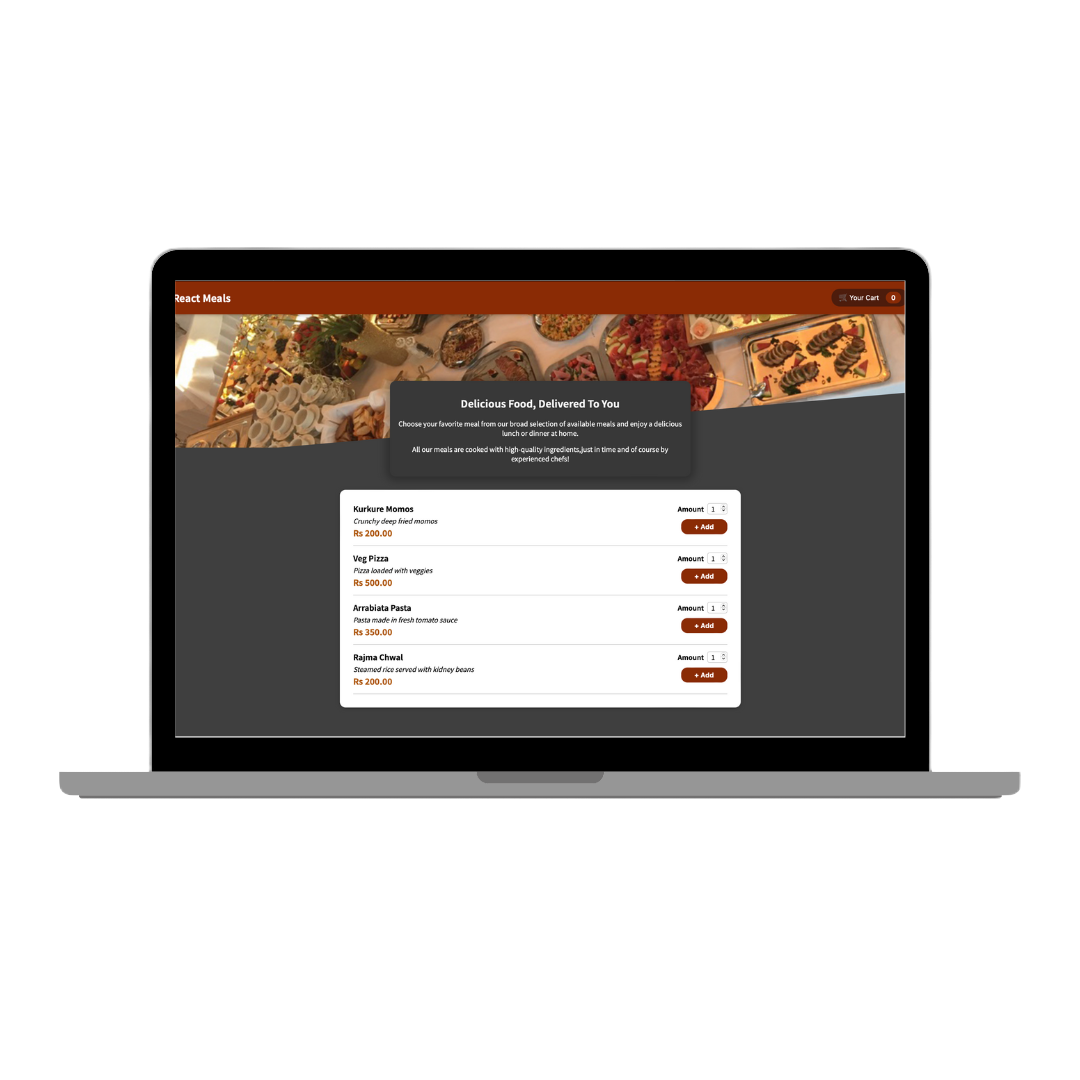 React Meals
Your Cart 0
Delicious Food, Delivered To You
Choose your favorite meal from our broad selection of available meals and enjoy a delicious
lunch or dinner at home.
All our meals are cooked with high-quality ingredients,just in time and of course by
experienced chefs!
Kurkure Momos
Crunchy deep fried momos
Rs 200.00
Amount 1
+ Add
Veg Pizza
Pizza loaded with veggies
Rs 500.00
Amount 1
+ Add
Arrabiata Pasta
Pasta made in fresh tomato sauce
Rs 350.00
Amount 1
+ Add
Rajma Chwal
Steamed rice served with kidney beans
Rs 200.00
Amount 1
+ Add